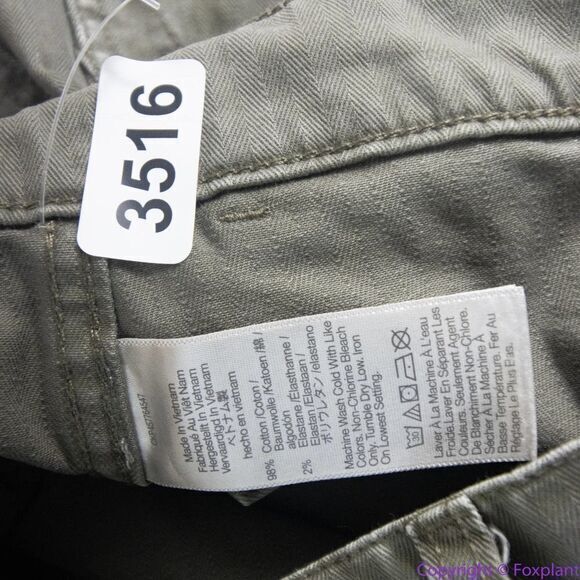 3516
Made In Vietnam
Fabriqué Au Viêt Nam
Hergestellt In Vietnam
Vervaardigd In Vietnam
ベトナム製
hecho en vietnam
98% Cotton /Coton /
Baumwolle /Katoen /綿 /
algodón
2% Elastane /Elasthanne /
Elastan /Elastaan /
ポリウレタン /elastano
Machine Wash Cold With Like
Colors. Non-Chlorine Bleach
Only. Tumble Dry Low. Iron
On Lowest Setting.
30
Laver À La Machine À L'eau
Froide.Laver En Séparant Les
Couleurs. Seulement Agent
Blanchiment Non-Chlore.
Sécher À La Machine À
Basse Température. Fer Au
Réglage Le Plus Bas.
Copyright © Foxplant